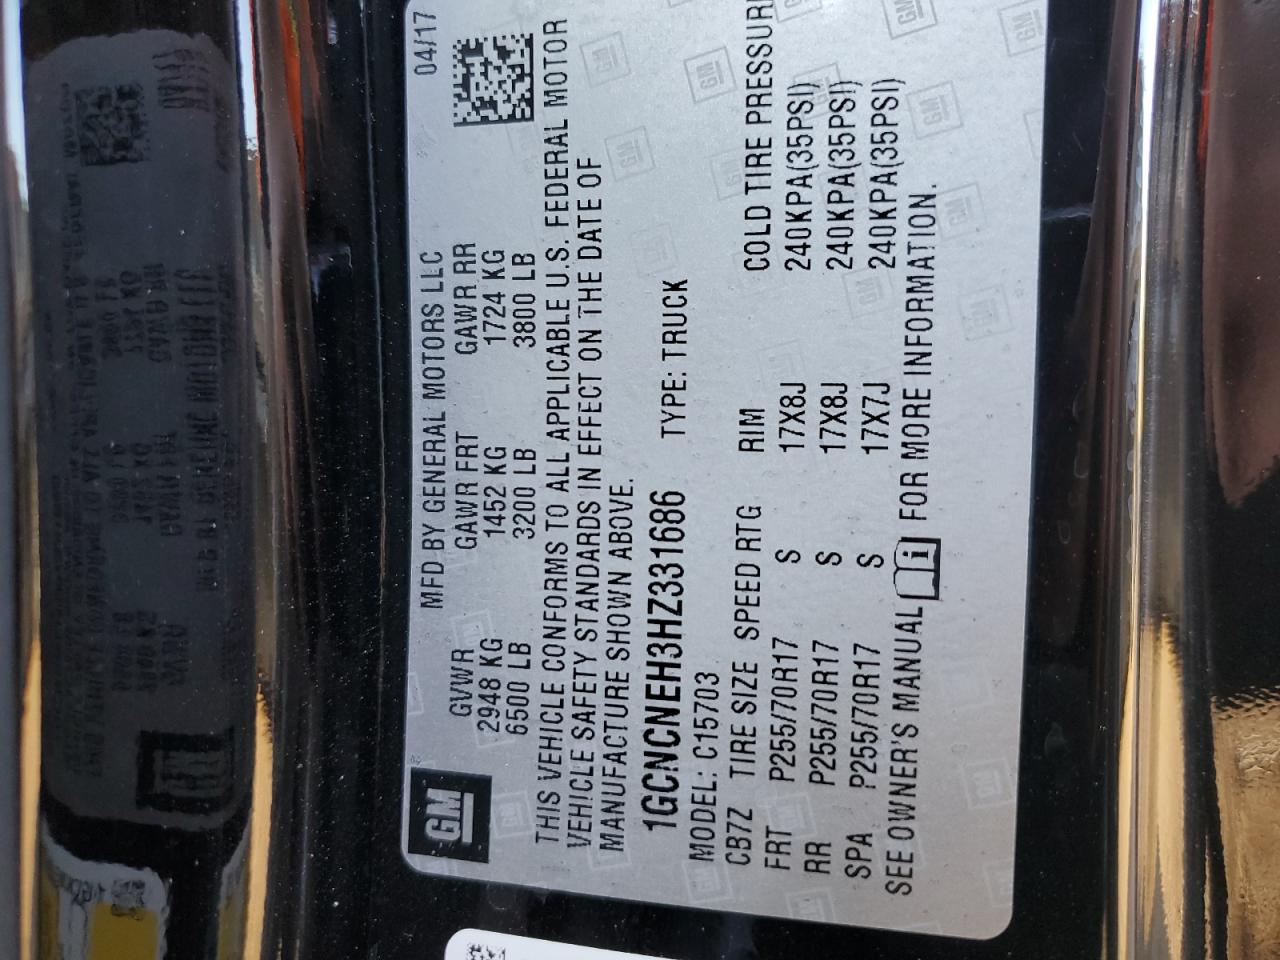 GM
MFD BY GENERAL MOTORS LLC 04/17
GVWR GAWR FRT GAWR RR
2948 KG 1452 KG 1724 KG
6500 LB 3200 LB 3800 LB
THIS VEHICLE CONFORMS TO ALL APPLICABLE U.S. FEDERAL MOTOR
VEHICLE SAFETY STANDARDS IN EFFECT ON THE DATE OF
MANUFACTURE SHOWN ABOVE.
1GCNCNEH3HZ331686 TYPE: TRUCK
MODEL: C15703
CB7Z TIRE SIZE SPEED RTG RIM COLD TIRE PRESSUR
FRT P255/70R17 S 17X8J 240KPA(35PSI)
RR P255/70R17 S 17X8J 240KPA(35PSI)
SPA P255/70R17 S 17X7J 240KPA(35PSI)
SEE OWNER'S MANUAL i FOR MORE INFORMATION.